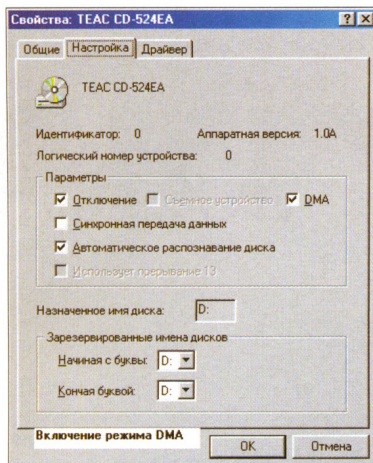 Свойства: TEAC CD-524EA
Общие Настройка Драйвер
TEAC CD-524EA
Идентификатор: 0 Аппаратная версия: 1.0A
Логический номер устройства: 0
Параметры
Отключение Съемное устройство DMA
Синхронная передача данных
Автоматическое распознавание диска
Использует прерывание 13
Назначенное имя диска: D:
Зарезервированные имена дисков
Начиная с буквы: D:
Кончая буквой: D:
Включение режима DMA
OK Отмена